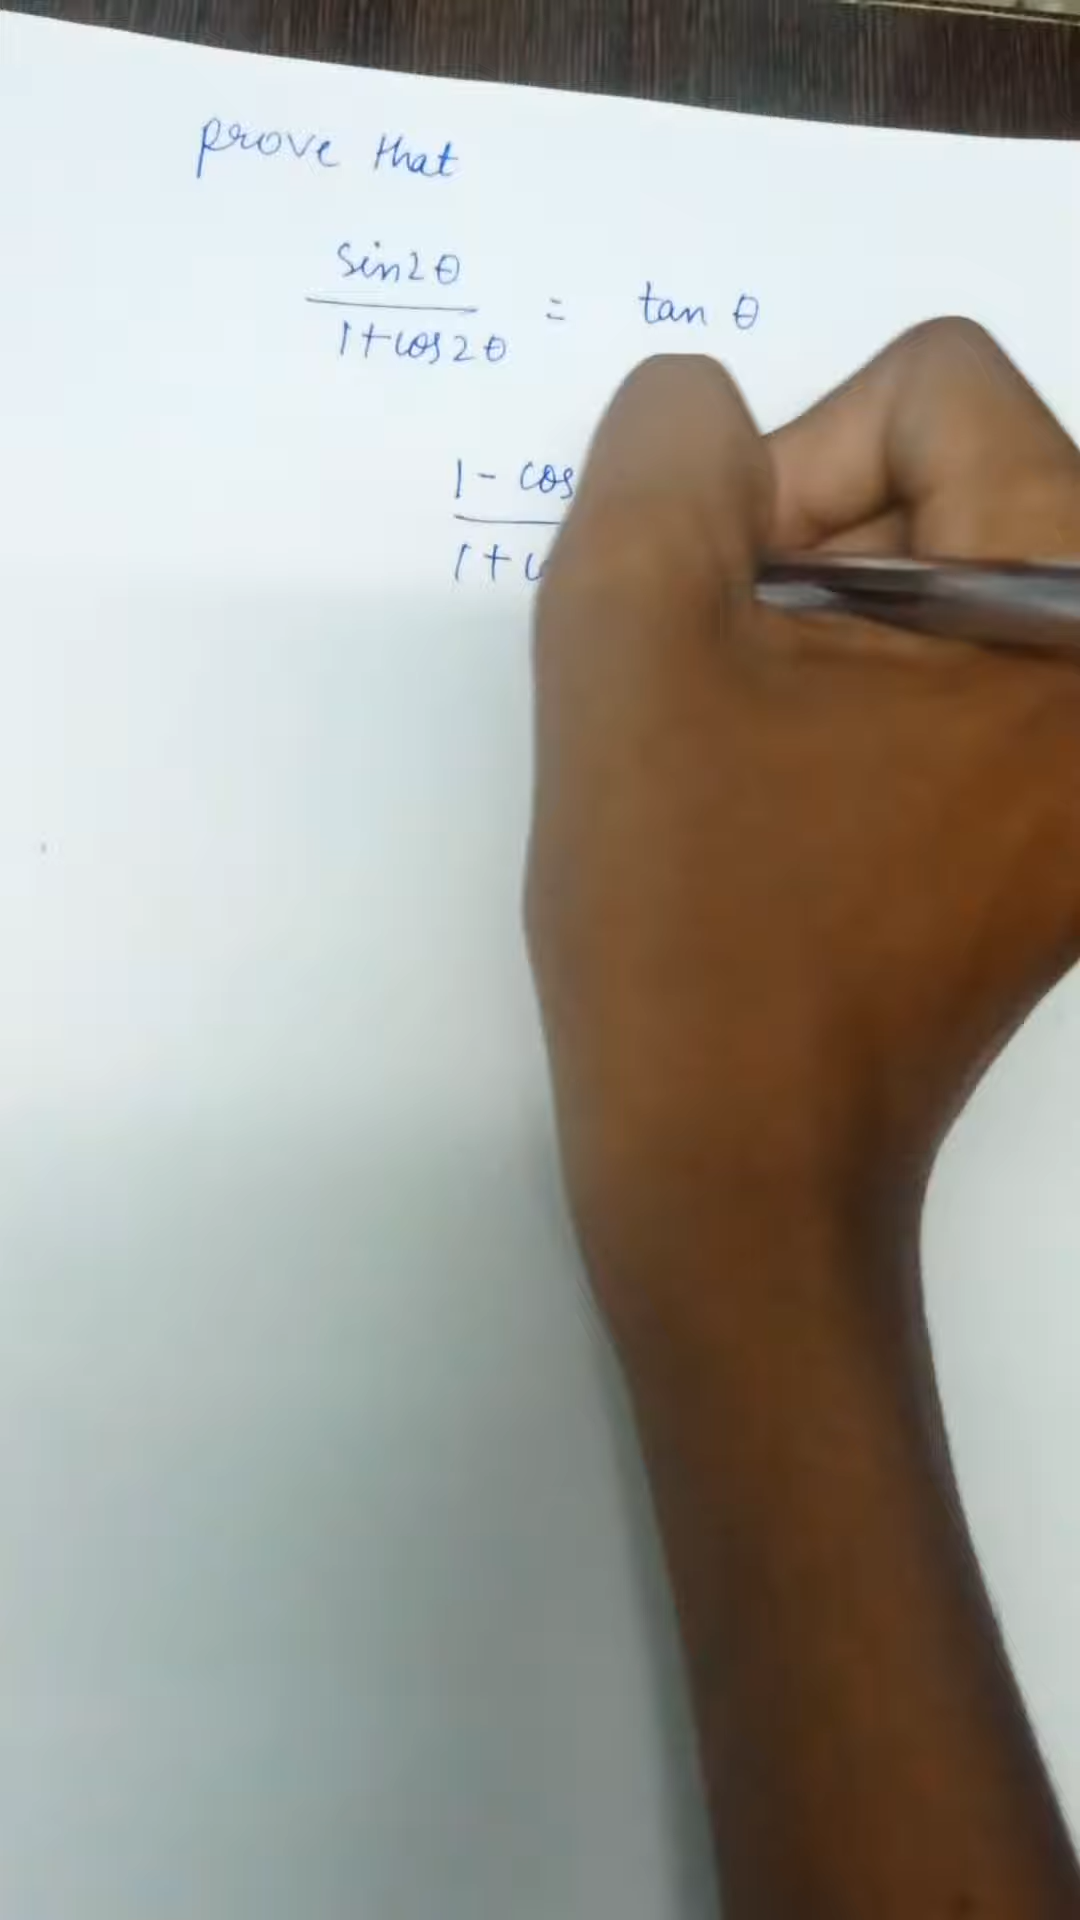 prove that
sin2θ
1+cos2θ
= tan θ
1 - cos
1 +